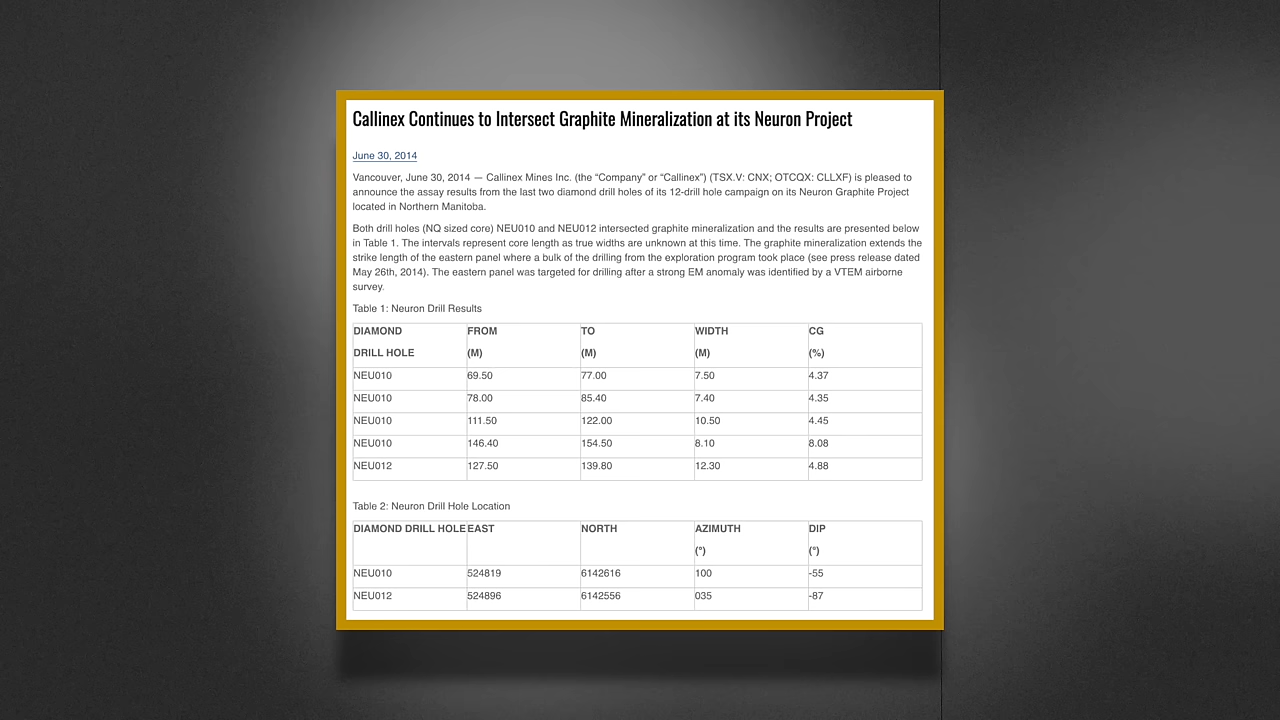 Callinex Continues to Intersect Graphite Mineralization at its Neuron Project
June 30, 2014
Vancouver, June 30, 2014 — Callinex Mines Inc. (the “Company” or “Callinex”) (TSX.V: CNX; OTCQX: CLLXF) is pleased to
announce the assay results from the last two diamond drill holes of its 12-drill hole campaign on its Neuron Graphite Project
located in Northern Manitoba.
Both drill holes (NQ sized core) NEU010 and NEU012 intersected graphite mineralization and the results are presented below
in Table 1. The intervals represent core length as true widths are unknown at this time. The graphite mineralization extends the
strike length of the eastern panel where a bulk of the drilling from the exploration program took place (see press release dated
May 26th, 2014). The eastern panel was targeted for drilling after a strong EM anomaly was identified by a VTEM airborne
survey.
Table 1: Neuron Drill Results
DIAMOND FROM TO WIDTH CG
DRILL HOLE (M) (M) (M) (%)
NEU010 69.50 77.00 7.50 4.37
NEU010 78.00 85.40 7.40 4.35
NEU010 111.50 122.00 10.50 4.45
NEU010 146.40 154.50 8.10 8.08
NEU012 127.50 139.80 12.30 4.88
Table 2: Neuron Drill Hole Location
DIAMOND DRILL HOLE EAST NORTH AZIMUTH DIP
(°) (°)
NEU010 524819 6142616 100 -55
NEU012 524896 6142556 035 -87